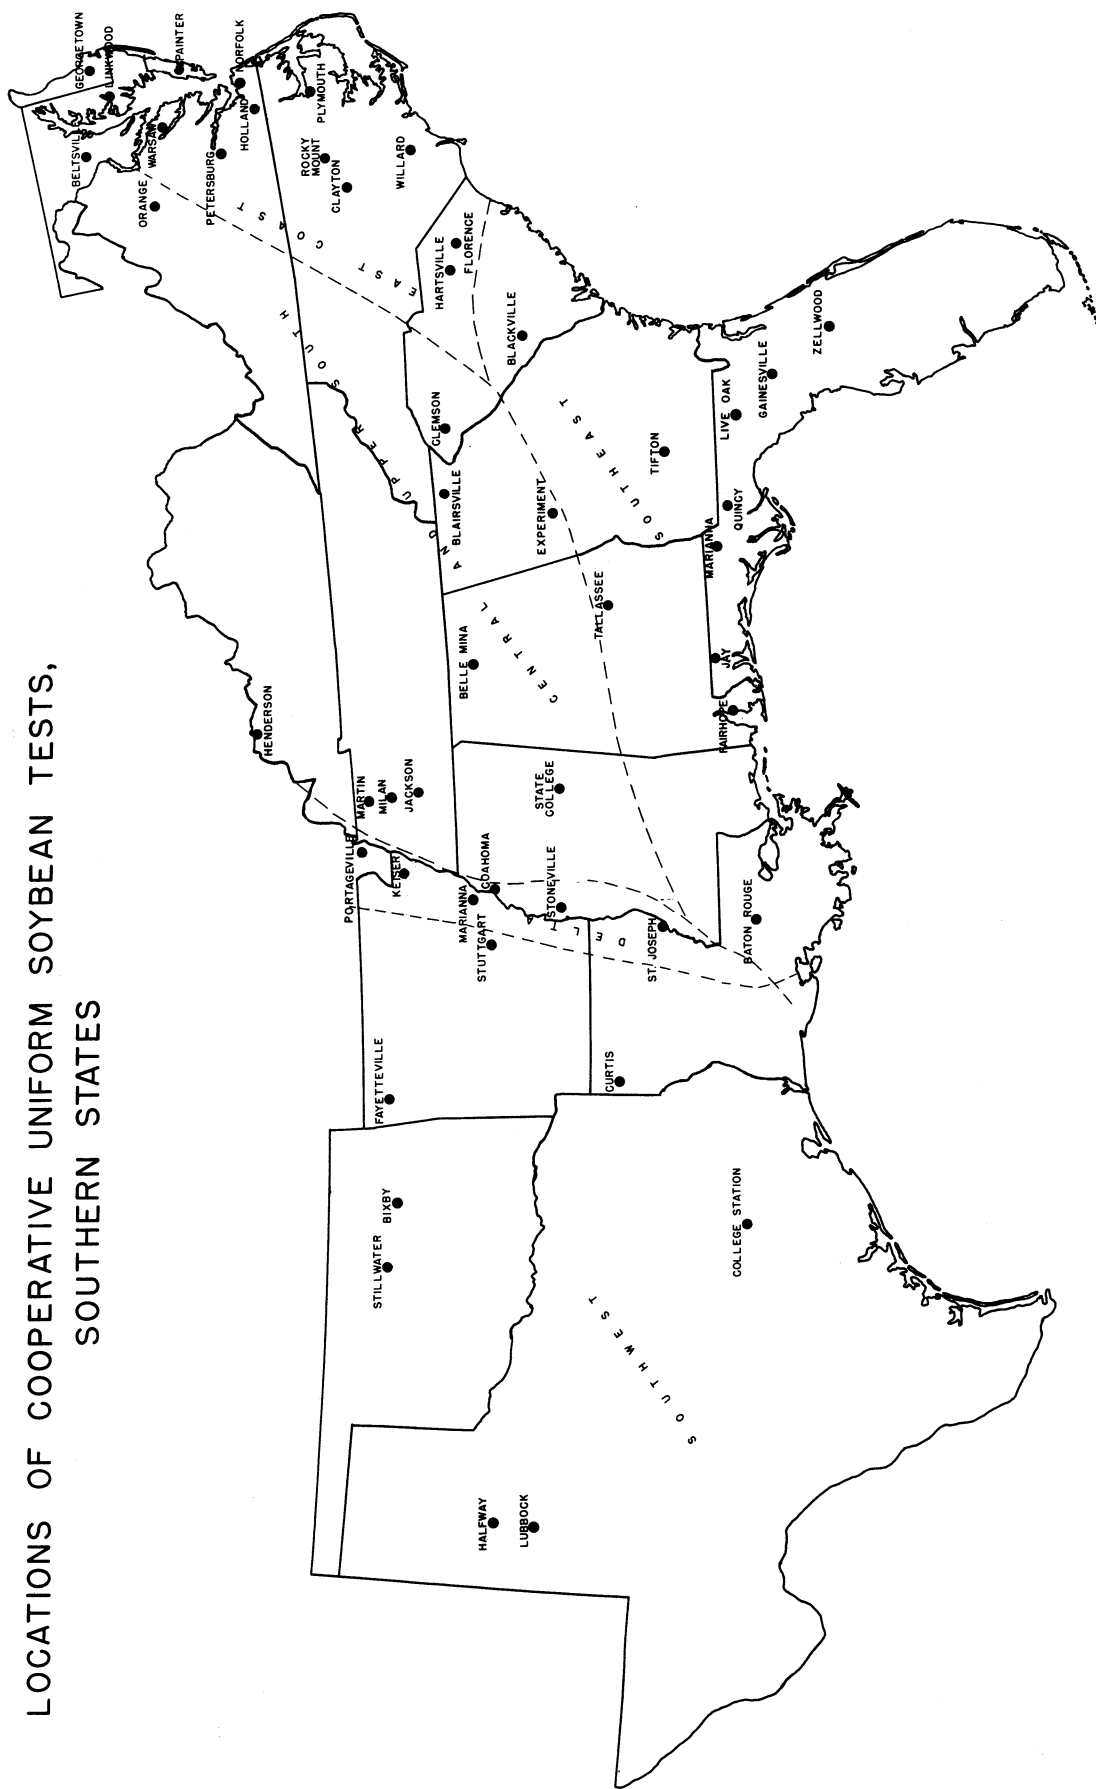 LOCATIONS OF COOPERATIVE UNIFORM SOYBEAN TESTS,
SOUTHERN STATES
GEORGETOWN
LINKWOOD
BELTSVILLE
PAINTER
WARSAW
ORANGE
NORFOLK
HOLLAND
PETERSBURG
PLYMOUTH
ROCKY
MOUNT
CLAYTON
WILLARD
HENDERSON
UPPER SOUTH
EAST COAST
HARTSVILLE
FLORENCE
BLACKVILLE
CLEMSON
BLAIRSVILLE
EXPERIMENT
TIFTON
SOUTHEAST
AND
CENTRAL
BELLE MINA
TALLASSEE
MARTIN
MILAN
JACKSON
PORTAGEVILLE
KEISER
COAHOMA
MARIANNA
STUTTGART
STATE
COLLEGE
STONEVILLE
DELTA
ST. JOSEPH
BATON ROUGE
FAIRHOPE
JAY
MARIANNA
QUINCY
LIVE OAK
GAINESVILLE
ZELLWOOD
FAYETTEVILLE
CURTIS
BIXBY
STILLWATER
COLLEGE STATION
SOUTHWEST
HALFWAY
LUBBOCK